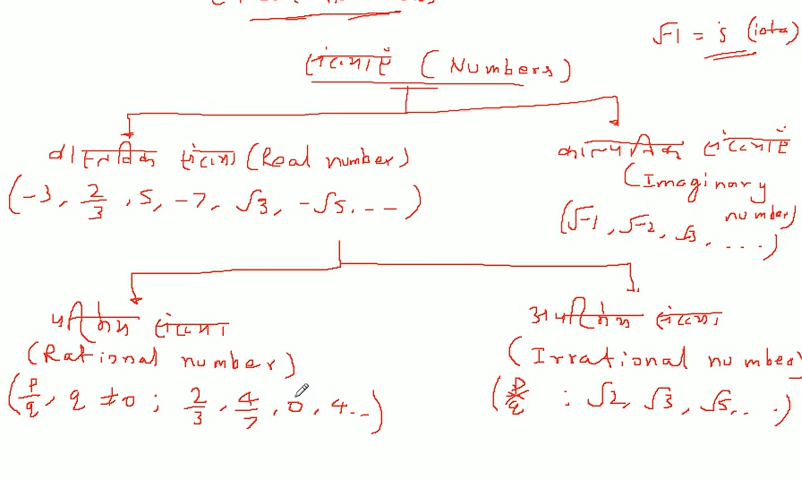 √-1 = i (iota)
संख्याएँ (Numbers)
वास्तविक संख्या (Real number)
(-3, 2/3, 5, -7, √3, -√5, ---)
काल्पनिक संख्याएँ
(Imaginary number)
(√-1, √-2, √-3, ....)
परिमेय संख्या
(Rational number)
(p/q, q ≠ 0 ; 2/3, 4/7, 0, 4...)
अपरिमेय संख्या
(Irrational number)
(p/q ; √2, √3, √5, ...)